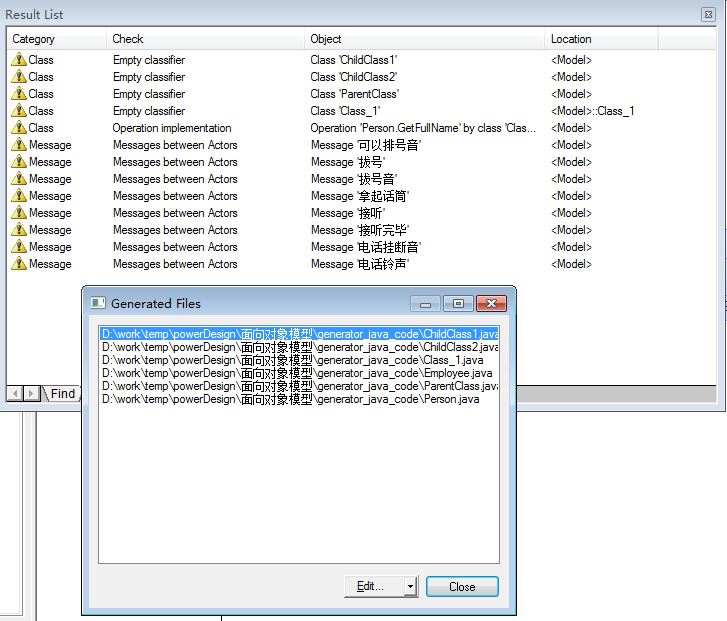 Result List
Category Check Object Location
Class Empty classifier Class 'ChildClass1' <Model>
Class Empty classifier Class 'ChildClass2' <Model>
Class Empty classifier Class 'ParentClass' <Model>
Class Empty classifier Class 'Class_1' <Model>::Class_1
Class Operation implementation Operation 'Person.GetFullName' by class 'Clas... <Model>
Message Messages between Actors Message '可以排号音' <Model>
Message Messages between Actors Message '拔号' <Model>
Message Messages between Actors Message '拔号音' <Model>
Message Messages between Actors Message '拿起话筒' <Model>
Message Messages between Actors Message '接听' <Model>
Message Messages between Actors Message '接听完毕' <Model>
Message Messages between Actors Message '电话挂断音' <Model>
Message Messages between Actors Message '电话铃声' <Model>
Generated Files
D:\work\temp\powerDesign\面向对象模型\generator_java_code\ChildClass1.java
D:\work\temp\powerDesign\面向对象模型\generator_java_code\ChildClass2.java
D:\work\temp\powerDesign\面向对象模型\generator_java_code\Class_1.java
D:\work\temp\powerDesign\面向对象模型\generator_java_code\Employee.java
D:\work\temp\powerDesign\面向对象模型\generator_java_code\ParentClass.java
D:\work\temp\powerDesign\面向对象模型\generator_java_code\Person.java
Find
Edit... Close